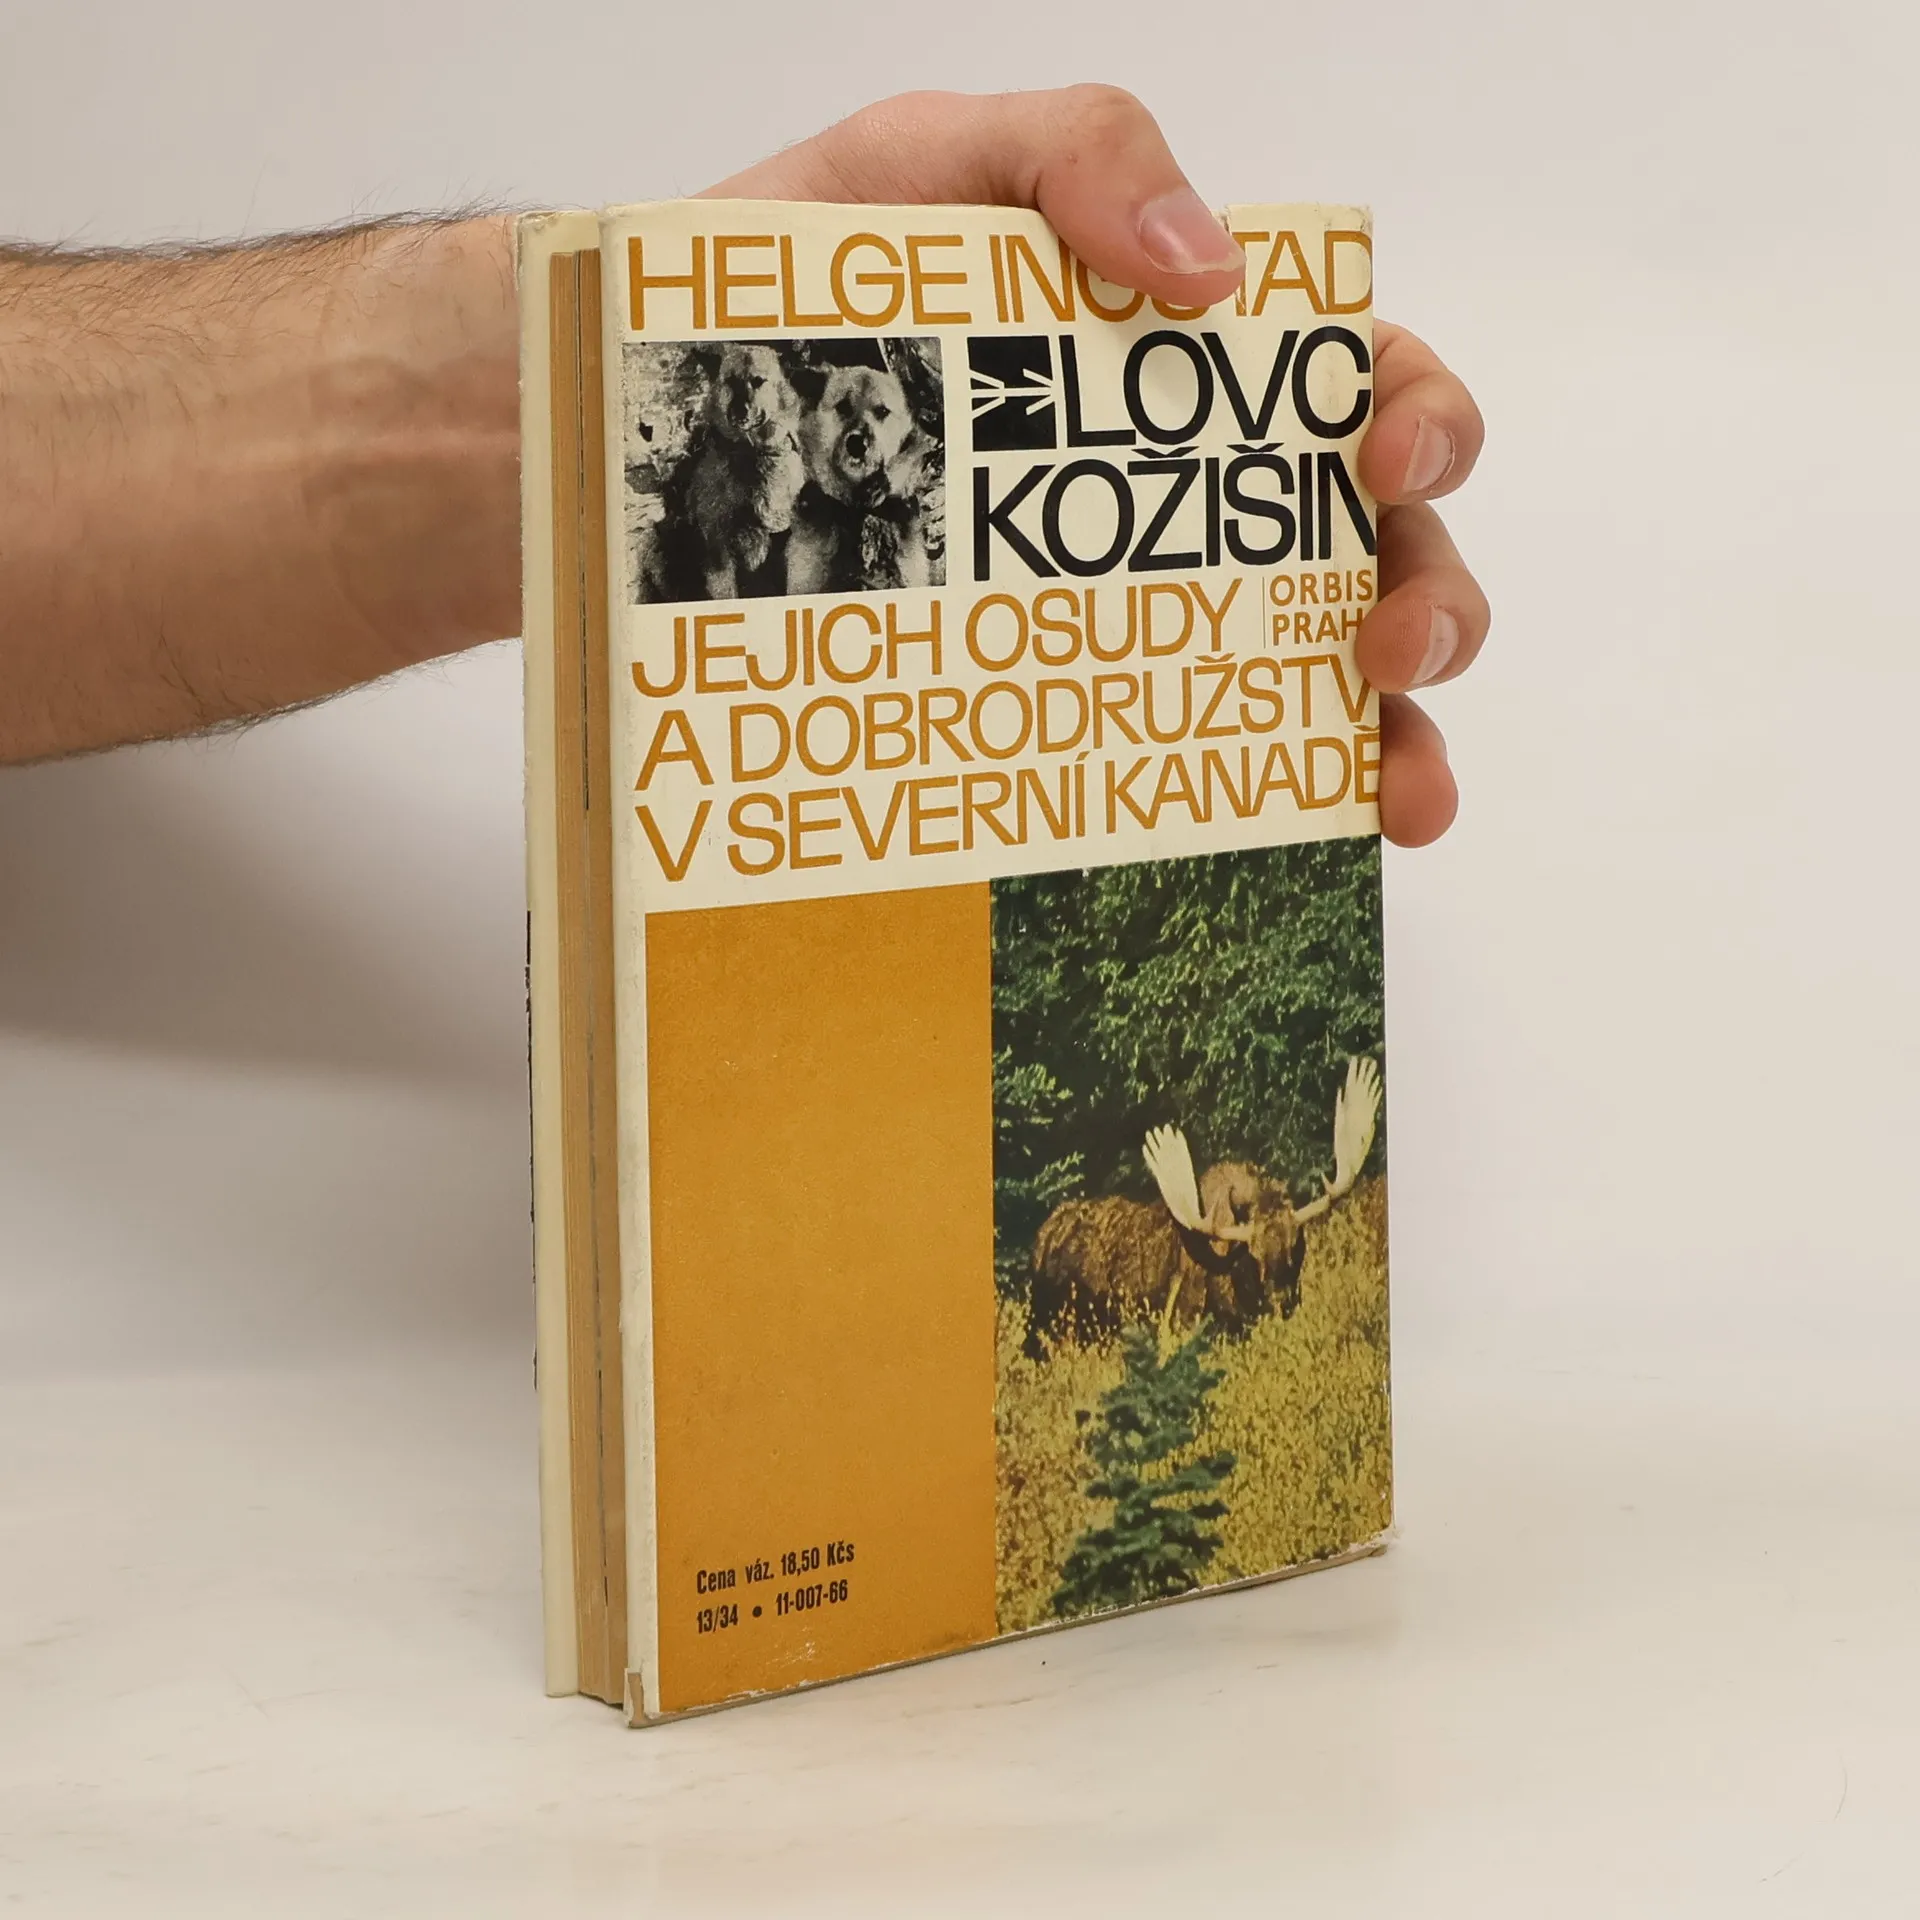 HELGE INGSTAD
LOVC
KOŽIŠIN
JEJICH OSUDY
ORBIS
PRAH
A DOBRODRUŽSTV
V SEVERNÍ KANADĚ
Cena váz. 18,50 Kčs
13/34 • 11-007-66